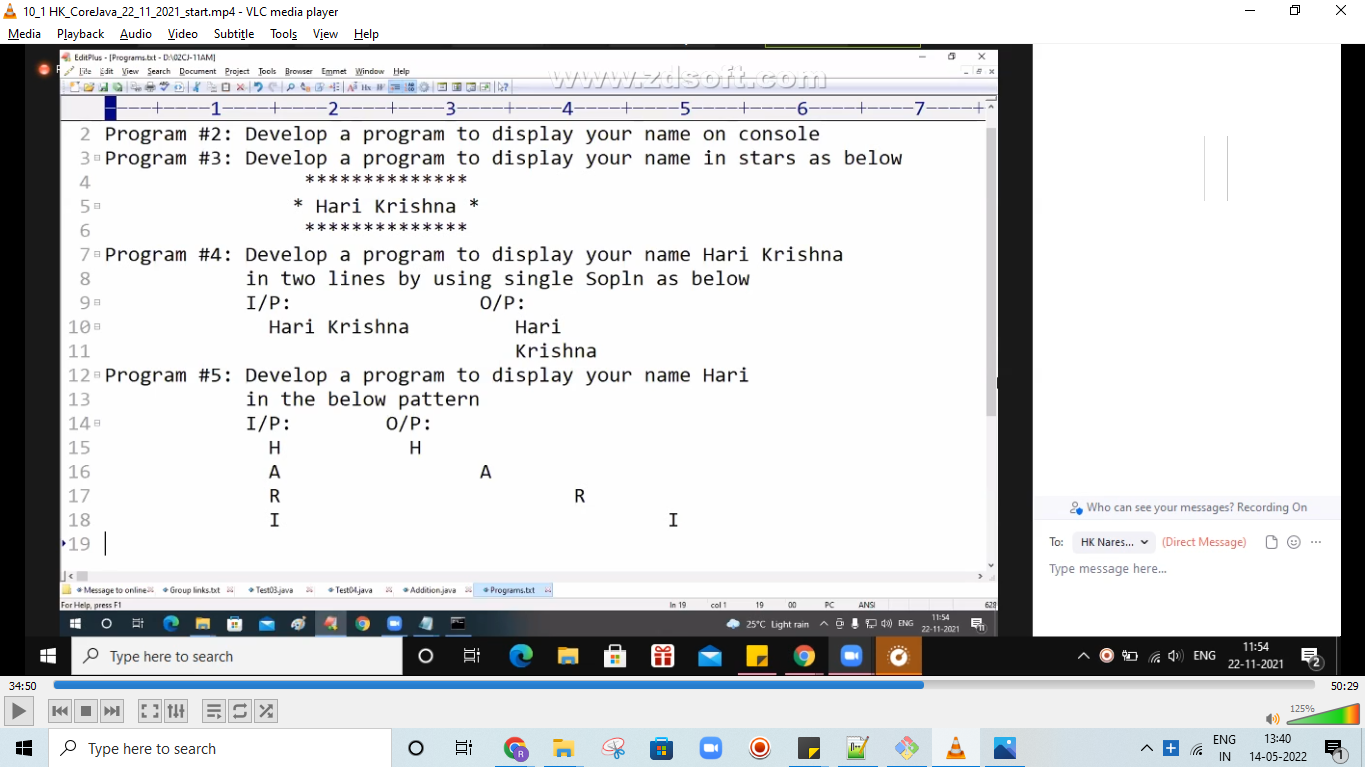 10_1 HK_CoreJava_22_11_2021_start.mp4 - VLC media player
Media Playback Audio Video Subtitle Tools View Help
EditPlus - [Programs.txt - D:\02CJ-11AM]
File Edit View Search Document Project Tools Browser Emmet Window Help
www.zdsoft.com
----+----1----+----2----+----3----+----4----+----5----+----6----+----7----+
2 Program #2: Develop a program to display your name on console
3 Program #3: Develop a program to display your name in stars as below
4 **************
5 * Hari Krishna *
6 **************
7 Program #4: Develop a program to display your name Hari Krishna
8 in two lines by using single Sopln as below
9 I/P: O/P:
10 Hari Krishna Hari
11 Krishna
12 Program #5: Develop a program to display your name Hari
13 in the below pattern
14 I/P: O/P:
15 H H
16 A A
17 R R
18 I I
19
Message to online Group links.txt Test03.java Test04.java Addition.java Programs.txt
For Help, press F1 ln 19 col 1 19 00 PC ANSI 628
25°C Light rain ENG 11:54 22-11-2021
Who can see your messages? Recording On
To: HK Nares... (Direct Message)
Type message here...
Type here to search ENG 11:54 22-11-2021 2
34:50 50:29
125%
Type here to search ENG IN 13:40 14-05-2022 1